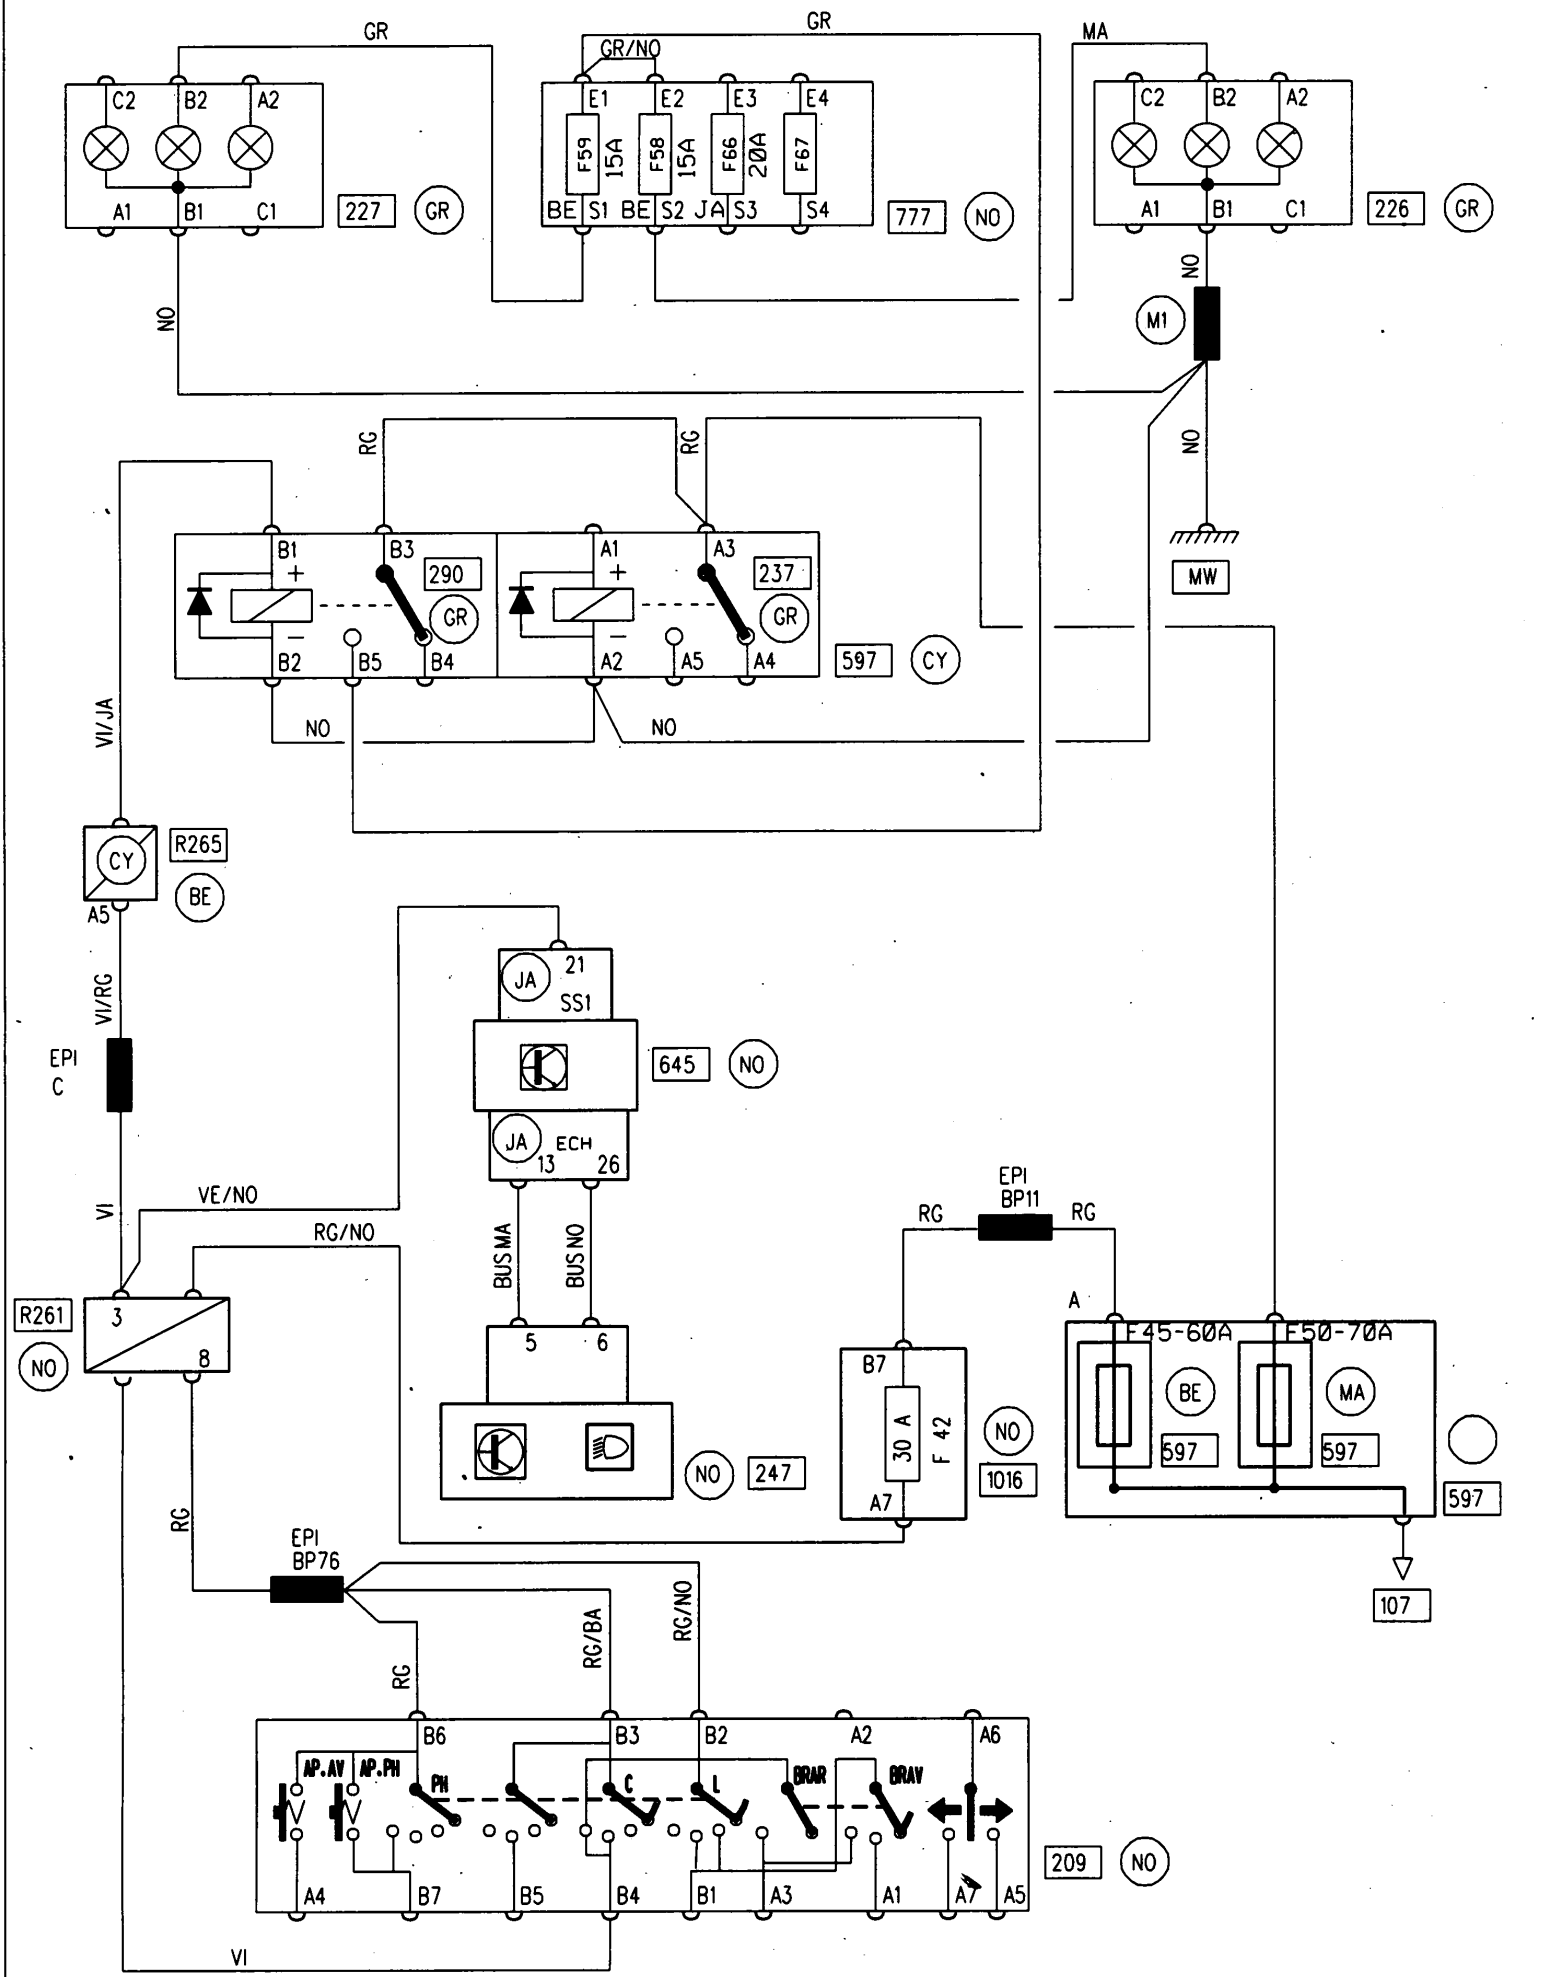 GR
GR
GR/NO
MA
C2 B2 A2
E1 E2 E3 E4
C2 B2 A2
F59 15A F58 15A F66 20A F67
A1 B1 C1
227 GR
BE S1 BE S2 JA S3 S4
777 NO
A1 B1 C1
226 GR
NO
NO
M1
RG
RG
NO
B1 B3 290
A1 A3 237
+
+
GR
GR
MW
-
-
B2 B5 B4
A2 A5 A4
597 CY
VI/JA
NO
NO
CY
R265
A5
BE
JA 21
SS1
VI/RG
EPI
C
645 NO
JA ECH
13 26
EPI
BP11
VI
VE/NO
RG RG
RG/NO
BUS MA
BUS NO
A
R261
3
8
NO
5 6
F45-60A F50-70A
B7
30 A
F 42
A7
NO
1016
BE
597
MA
597
597
NO 247
RG
EPI
BP76
107
RG
RG/BA
RG/NO
B6 B3 B2 A2 A6
AP.AV AP.PH PH C L BRAR BRAV
209 NO
A4 B7 B5 B4 B1 A3 A1 A7 A5
VI